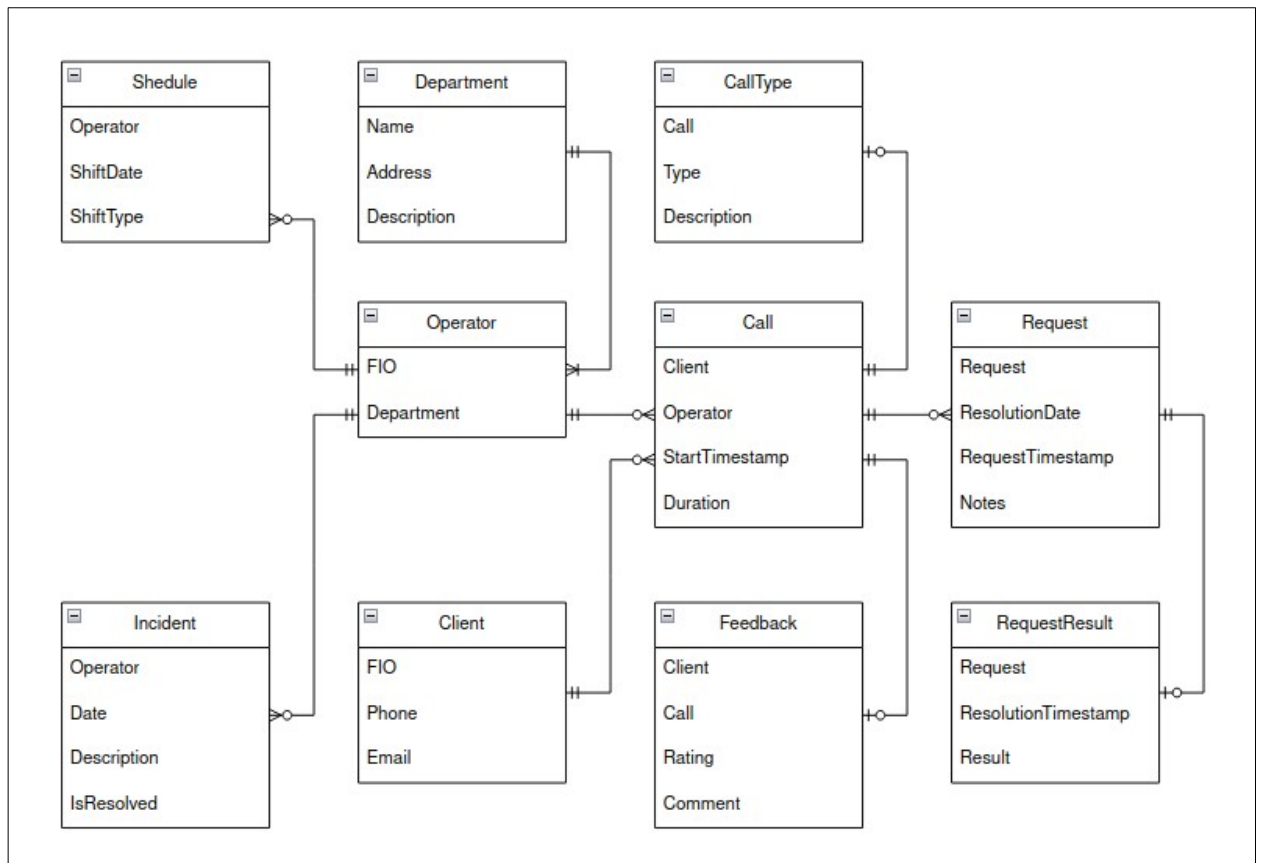 Shedule
Operator
ShiftDate
ShiftType
Department
Name
Address
Description
CallType
Call
Type
Description
Operator
FIO
Department
Call
Client
Operator
StartTimestamp
Duration
Request
Request
ResolutionDate
RequestTimestamp
Notes
Incident
Operator
Date
Description
IsResolved
Client
FIO
Phone
Email
Feedback
Client
Call
Rating
Comment
RequestResult
Request
ResolutionTimestamp
Result